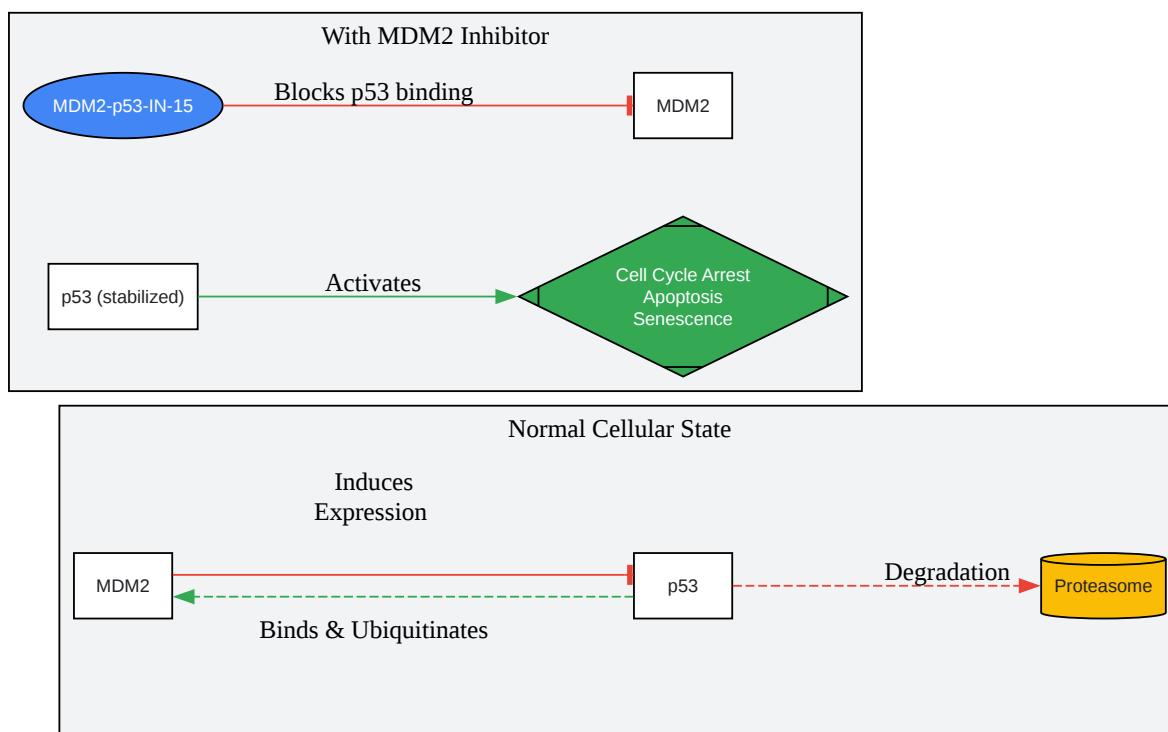 With MDM2 Inhibitor
MDM2-p53-IN-15
Blocks p53 binding
MDM2
p53 (stabilized)
Activates
Cell Cycle Arrest
Apoptosis
Senescence
Normal Cellular State
Induces
Expression
MDM2
p53
Degradation
Proteasome
Binds & Ubiquitinates